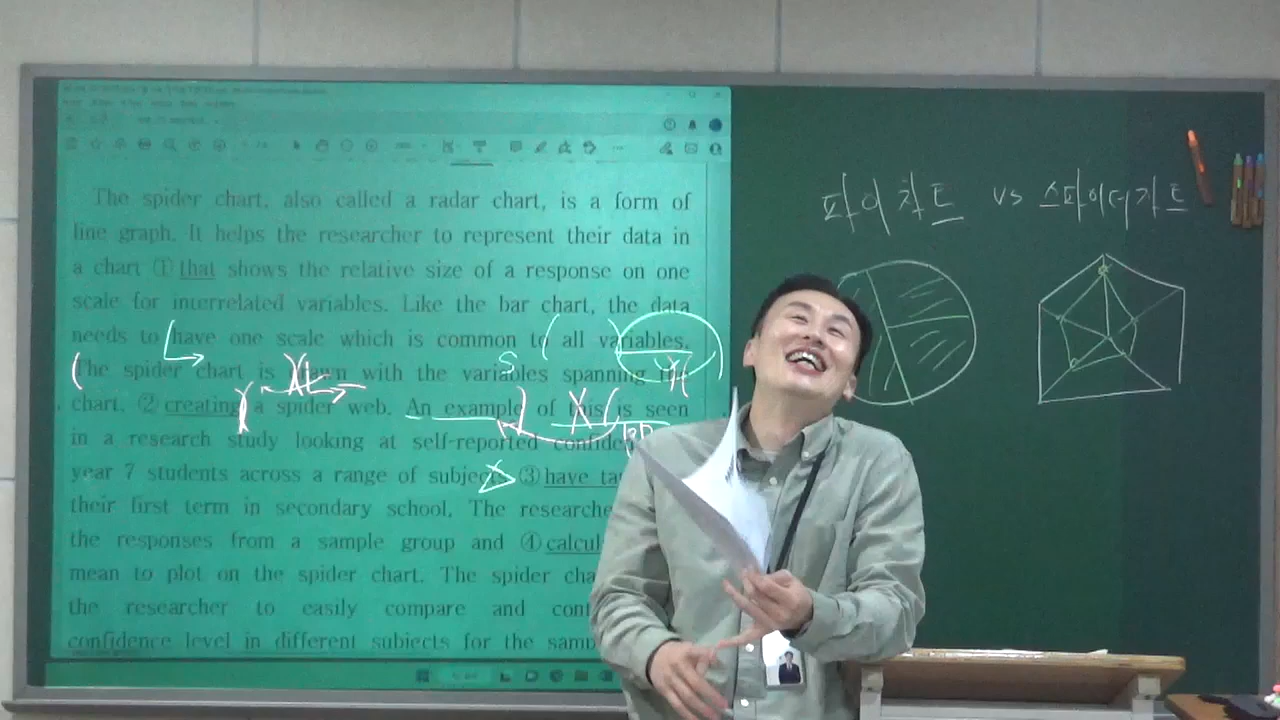 The spider chart, also called a radar chart, is a form of
line graph. It helps the researcher to represent their data in
a chart ① that shows the relative size of a response on one
scale for interrelated variables. Like the bar chart, the data
needs to have one scale which is common to all variables.
The spider chart is drawn with the variables spanning the
chart. ② creating a spider web. An example of this is seen
in a research study looking at self-reported
year 7 students across a range of subjects ③ have
their first term in secondary school. The
the responses from a sample group and ④
mean to plot on the spider chart. The spider
the researcher to easily compare and
confidence level in different subjects for the
파이차트 vs 스파이더차트
S